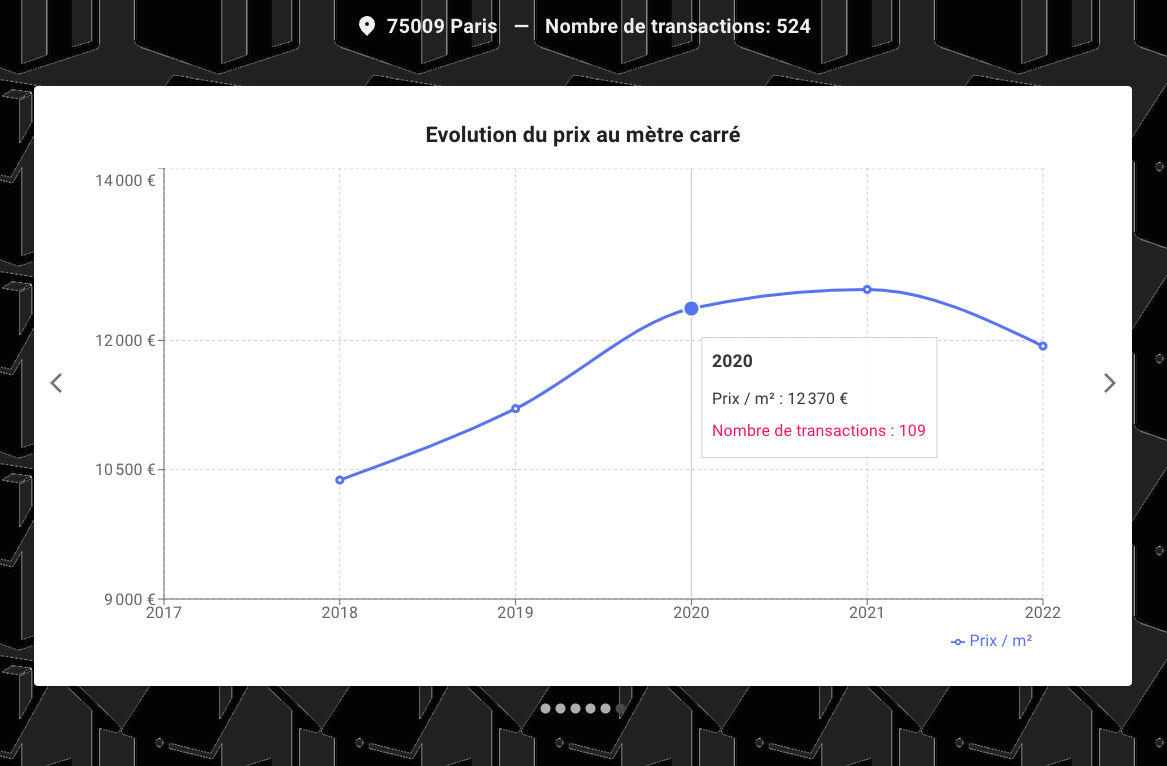 75009 Paris — Nombre de transactions: 524
Evolution du prix au mètre carré
14 000 €
12 000 €
10 500 €
9 000 €
2020
Prix / m² : 12 370 €
Nombre de transactions : 109
2017 2018 2019 2020 2021 2022
Prix / m²